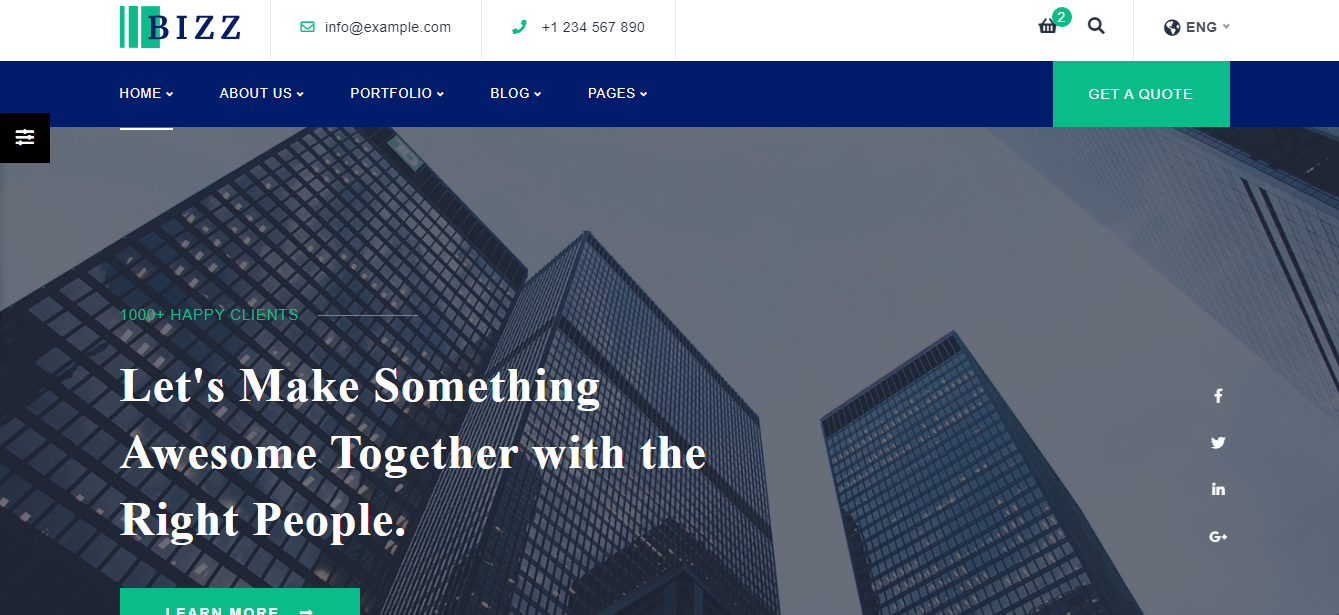 BIZZ
info@example.com
+1 234 567 890
2
ENG
HOME
ABOUT US
PORTFOLIO
BLOG
PAGES
GET A QUOTE
1000+ HAPPY CLIENTS
Let's Make Something
Awesome Together with the
Right People.
LEARN MORE